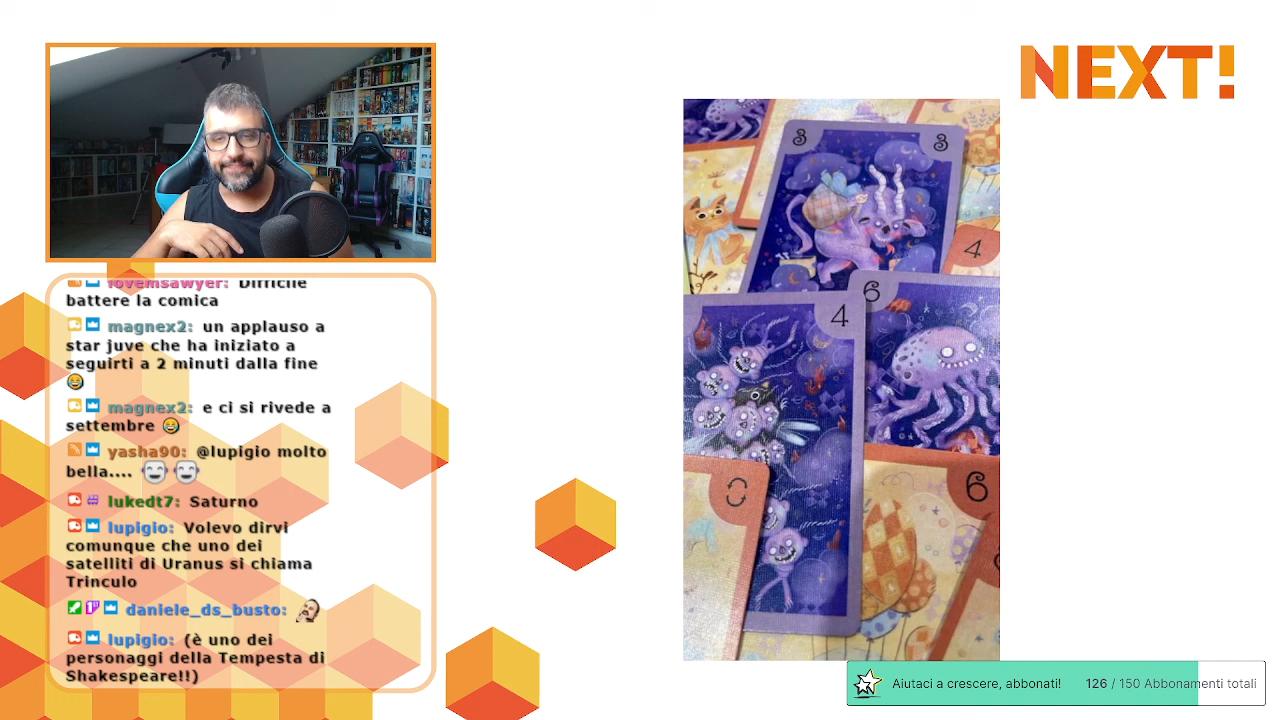 NEXT!
3
3
4
6
4
6
lovemsawyer: Difficile
battere la comica
magnex2: un applauso a
star juve che ha iniziato a
seguirti a 2 minuti dalla fine
magnex2: e ci si rivede a
settembre
yasha90: @lupigio molto
bella....
lukedt7: Saturno
lupigio: Volevo dirvi
comunque che uno dei
satelliti di Uranus si chiama
Trinculo
daniele_ds_busto:
lupigio: (è uno dei
personaggi della Tempesta di
Shakespeare!!)
Aiutaci a crescere, abbonati! 126 / 150 Abbonamenti totali